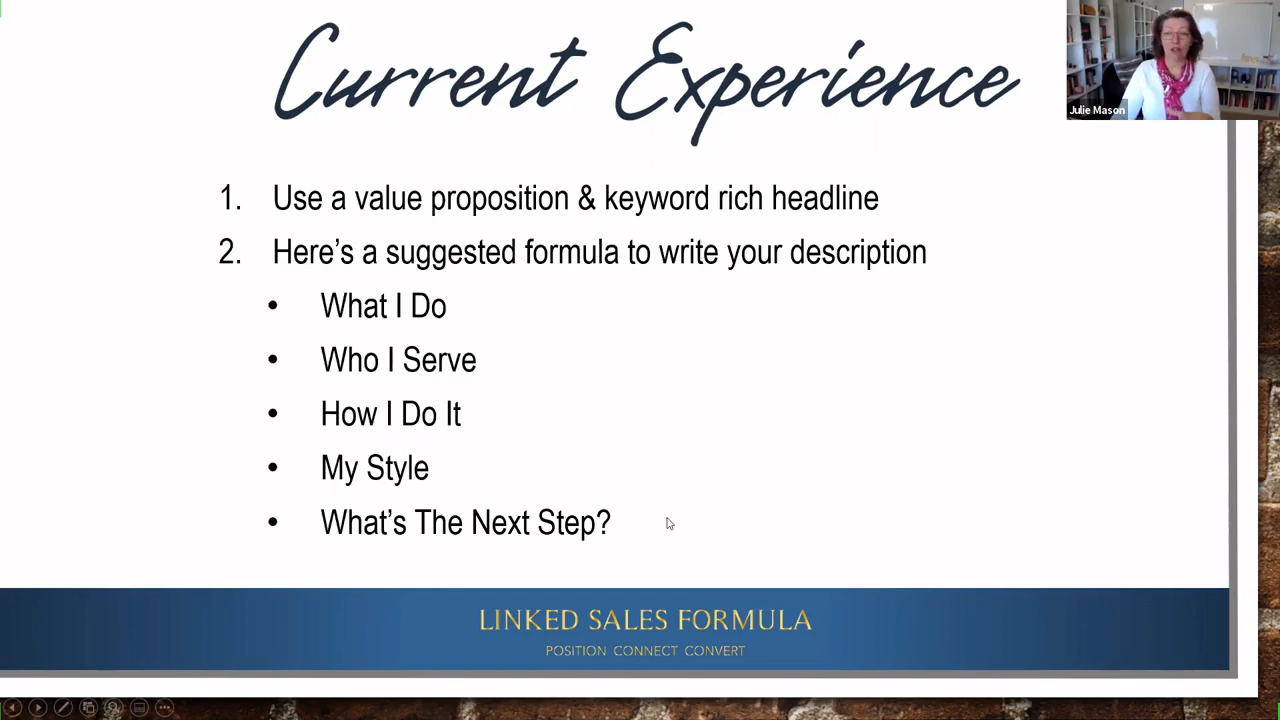 Current Experience
Julie Mason
1. Use a value proposition & keyword rich headline
2. Here's a suggested formula to write your description
• What I Do
• Who I Serve
• How I Do It
• My Style
• What's The Next Step?
LINKED SALES FORMULA
POSITION CONNECT CONVERT